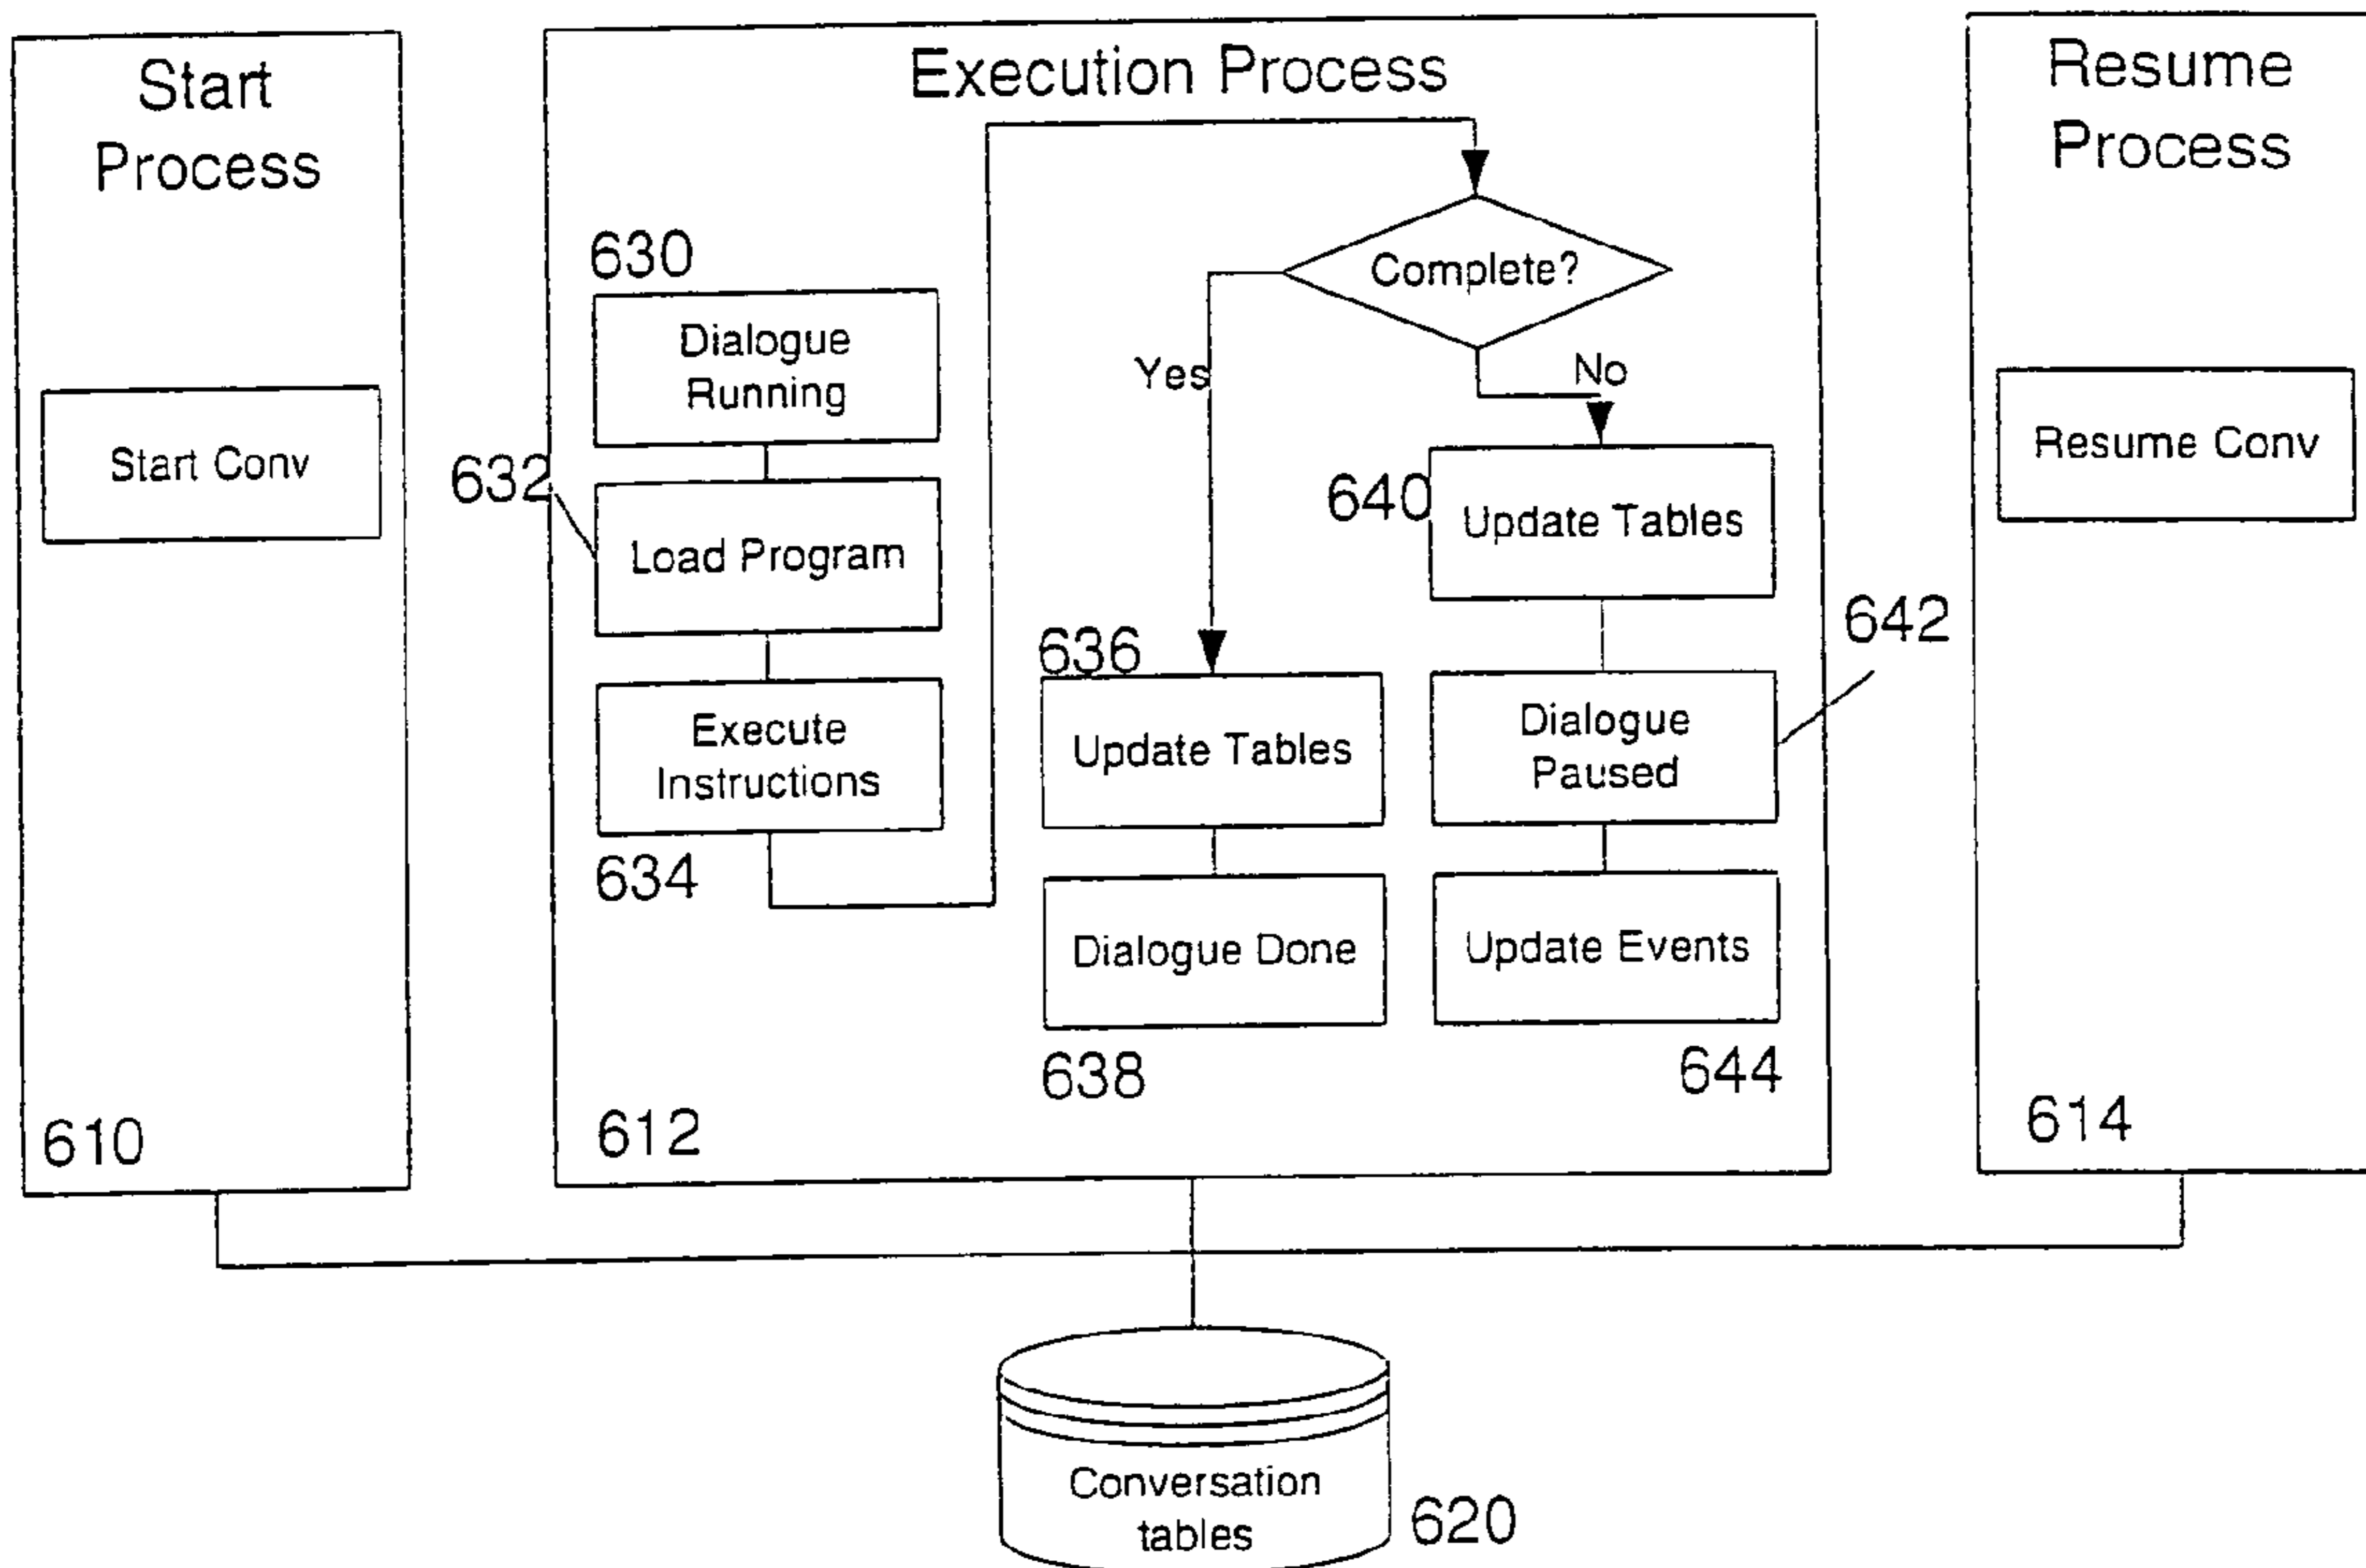 Start
Process
Start Conv
610
Execution Process
630
Dialogue
Running
632
Load Program
Execute
Instructions
634
Complete?
Yes
No
640
Update Tables
642
636
Update Tables
Dialogue
Paused
Dialogue Done
Update Events
638
644
612
Resume
Process
Resume Conv
614
Conversation
tables
620